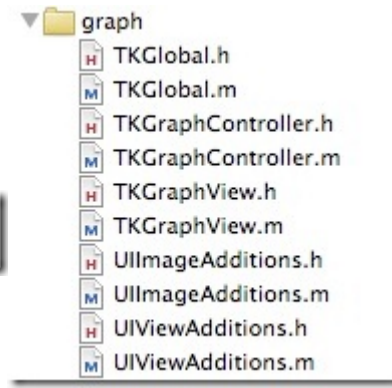 graph
H TKGlobal.h
M TKGlobal.m
H TKGraphController.h
M TKGraphController.m
H TKGraphView.h
M TKGraphView.m
H UIImageAdditions.h
M UIImageAdditions.m
H UIViewAdditions.h
M UIViewAdditions.m